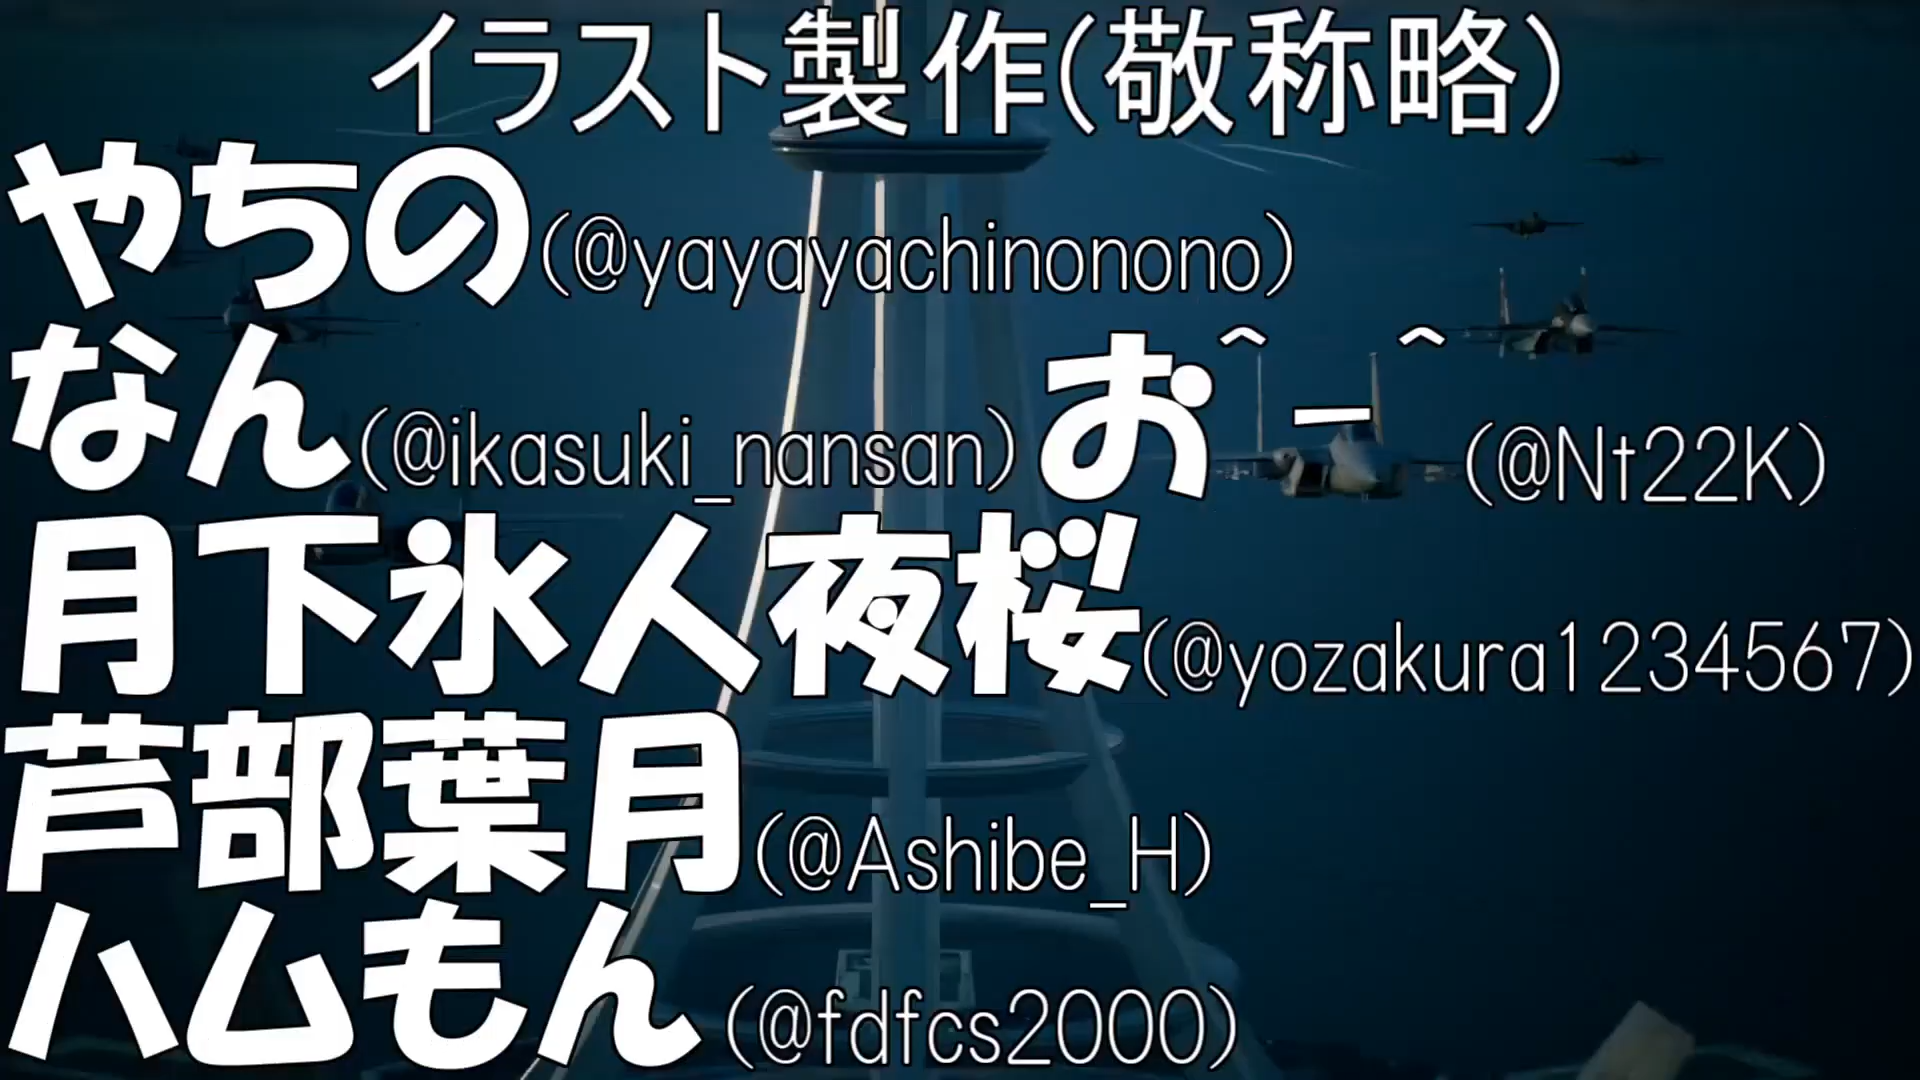 イラスト製作(敬称略)
やちの(@yayayachinonono)
なん(@ikasuki_nansan) お^-^(@Nt22K)
月下氷人夜桜(@yozakura1234567)
芦部葉月(@Ashibe_H)
ハムもん(@fdfcs2000)